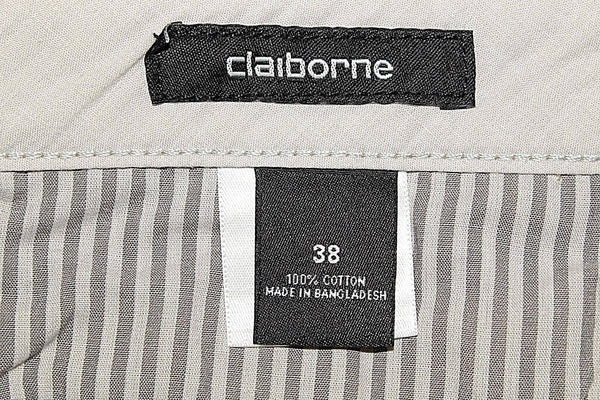 claiborne
38
100% COTTON
MADE IN BANGLADESH